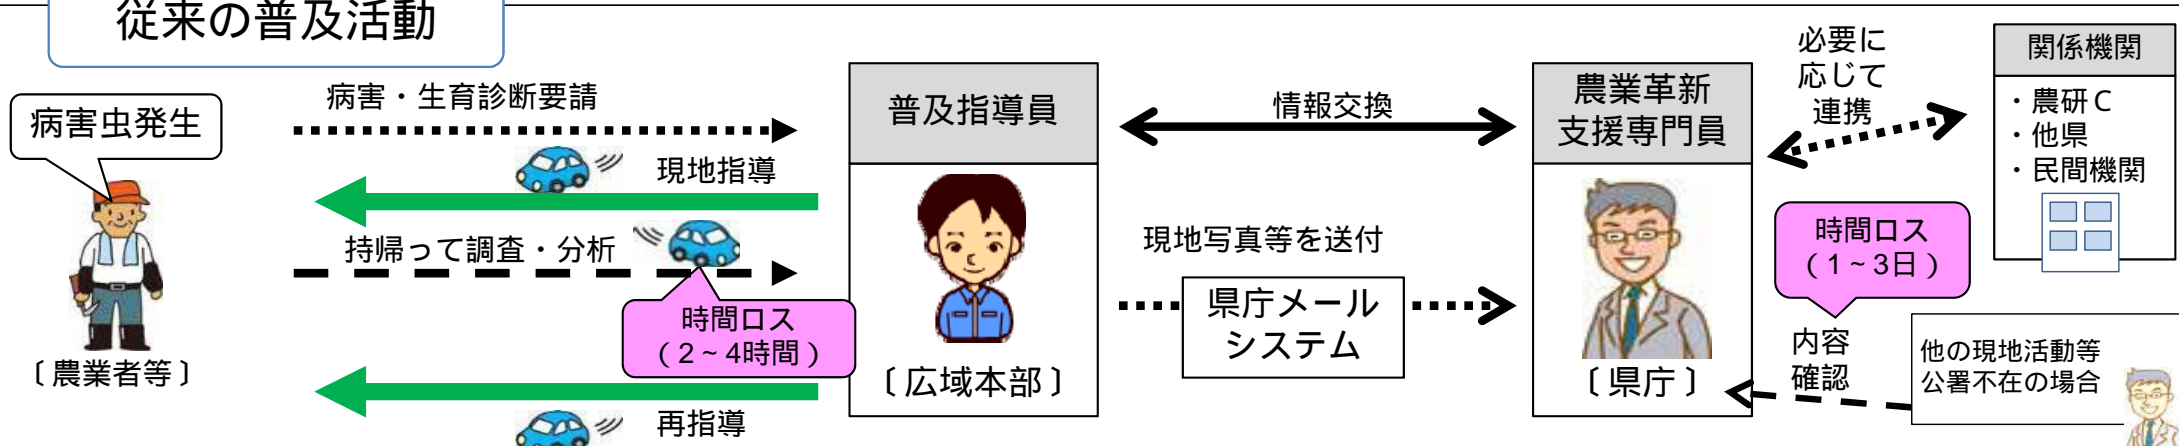 従来の普及活動
病害虫発生
〔農業者等〕
病害・生育診断要請
現地指導
持帰って調査・分析
時間ロス
（2～4時間）
再指導
普及指導員
〔広域本部〕
情報交換
現地写真等を送付
県庁メール
システム
農業革新
支援専門員
〔県庁〕
必要に
応じて
連携
関係機関
・農研Ｃ
・他県
・民間機関
時間ロス
（1～3日）
内容
確認
他の現地活動等
公署不在の場合